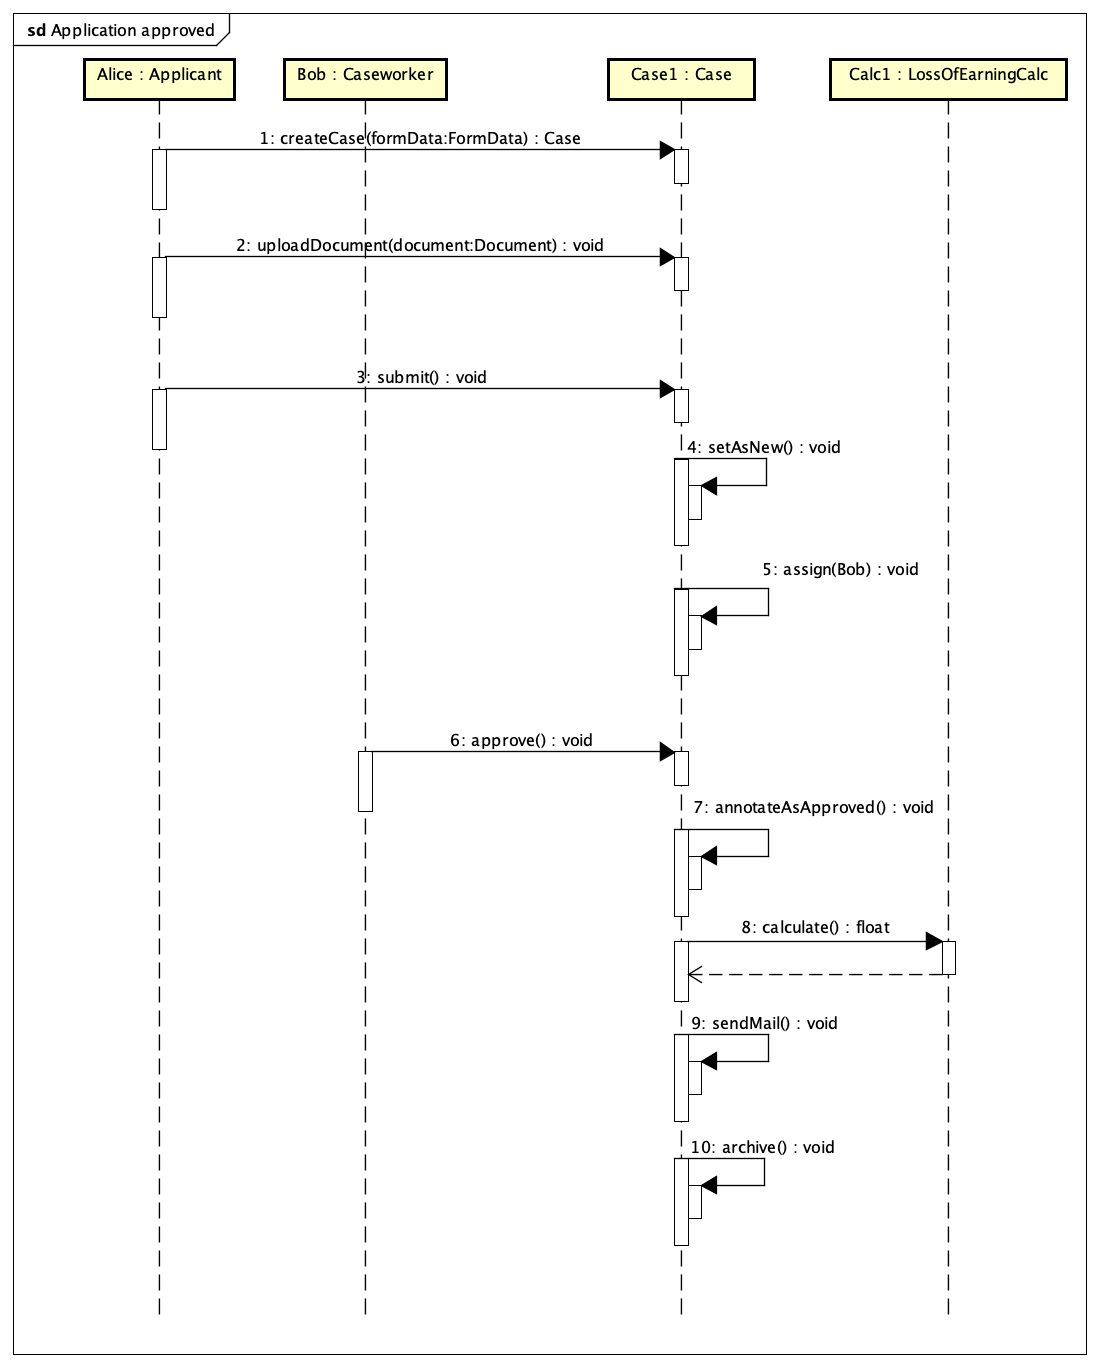 sd Application approved
Alice : Applicant
Bob : Caseworker
Case1 : Case
Calc1 : LossOfEarningCalc
1: createCase(formData:FormData) : Case
2: uploadDocument(document:Document) : void
3: submit() : void
4: setAsNew() : void
5: assign(Bob) : void
6: approve() : void
7: annotateAsApproved() : void
8: calculate() : float
9: sendMail() : void
10: archive() : void